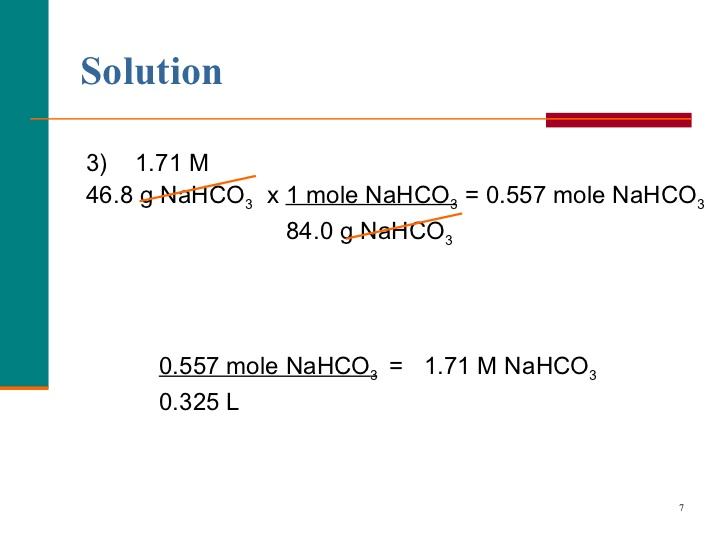 Solution
3) 1.71 M
46.8 g NaHCO₃ x 1 mole NaHCO₃ = 0.557 mole NaHCO₃
84.0 g NaHCO₃
0.557 mole NaHCO₃ = 1.71 M NaHCO₃
0.325 L
7